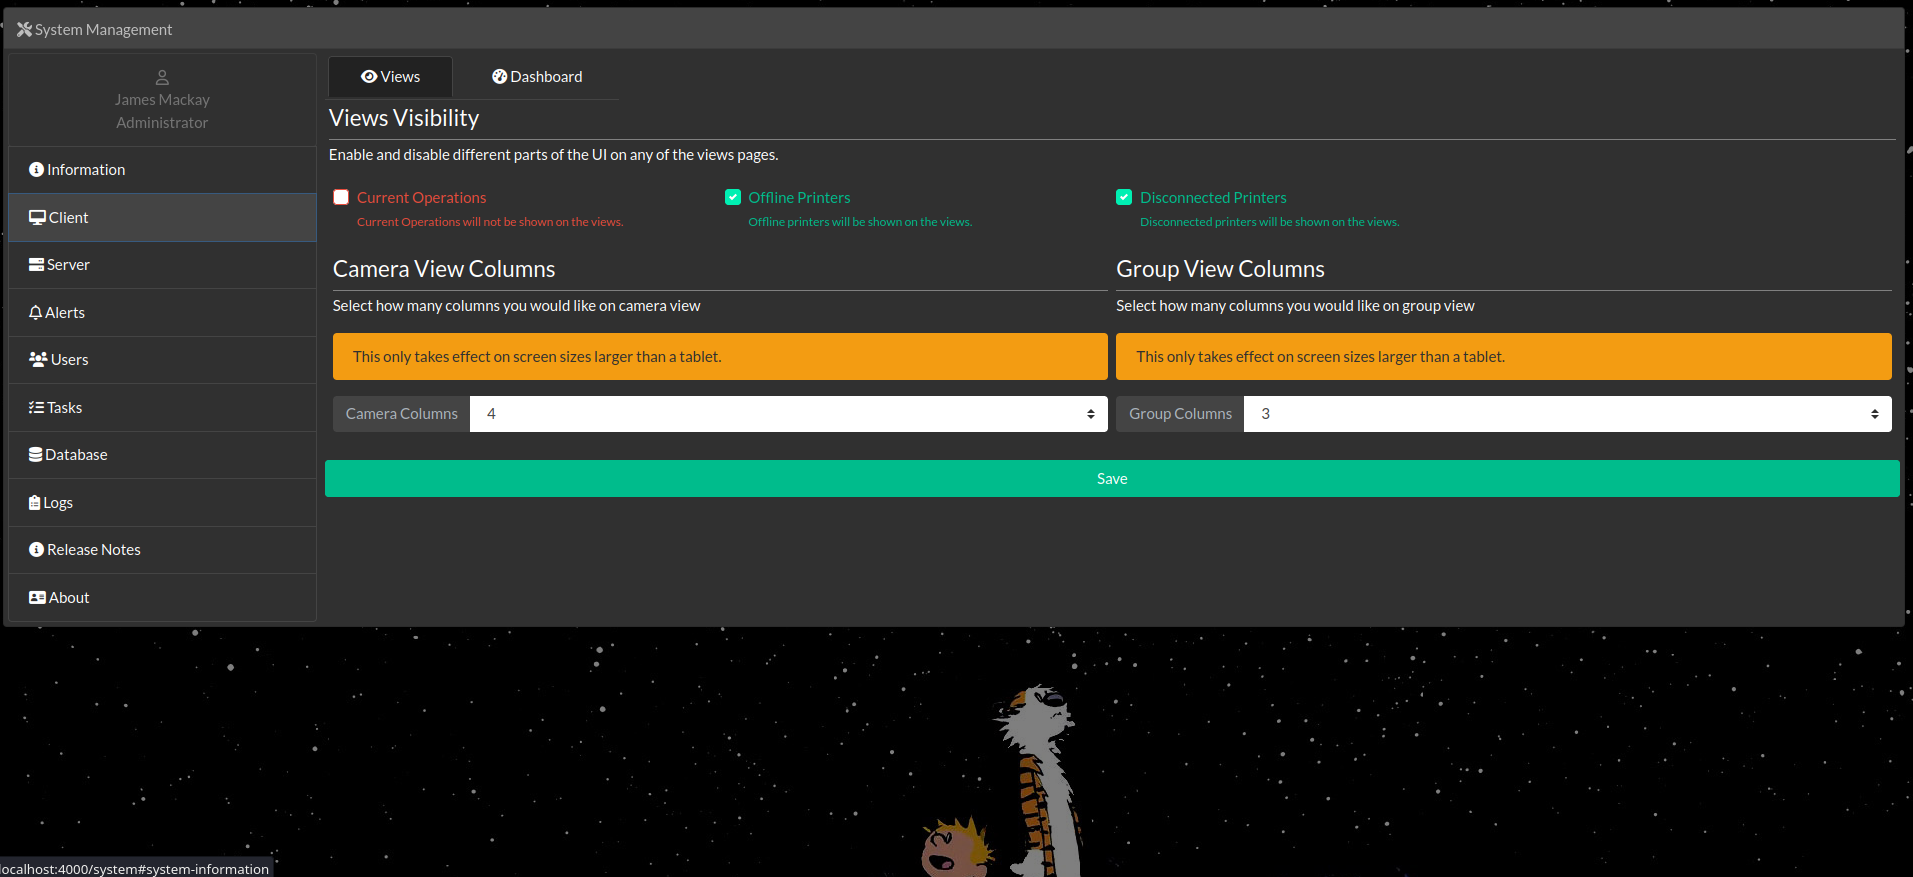 System Management
James Mackay
Administrator
Information
Client
Server
Alerts
Users
Tasks
Database
Logs
Release Notes
About
Views
Dashboard
Views Visibility
Enable and disable different parts of the UI on any of the views pages.
Current Operations
Current Operations will not be shown on the views.
Offline Printers
Offline printers will be shown on the views.
Disconnected Printers
Disconnected printers will be shown on the views.
Camera View Columns
Select how many columns you would like on camera view
This only takes effect on screen sizes larger than a tablet.
Camera Columns 4
Group View Columns
Select how many columns you would like on group view
This only takes effect on screen sizes larger than a tablet.
Group Columns 3
Save
localhost:4000/system#system-information